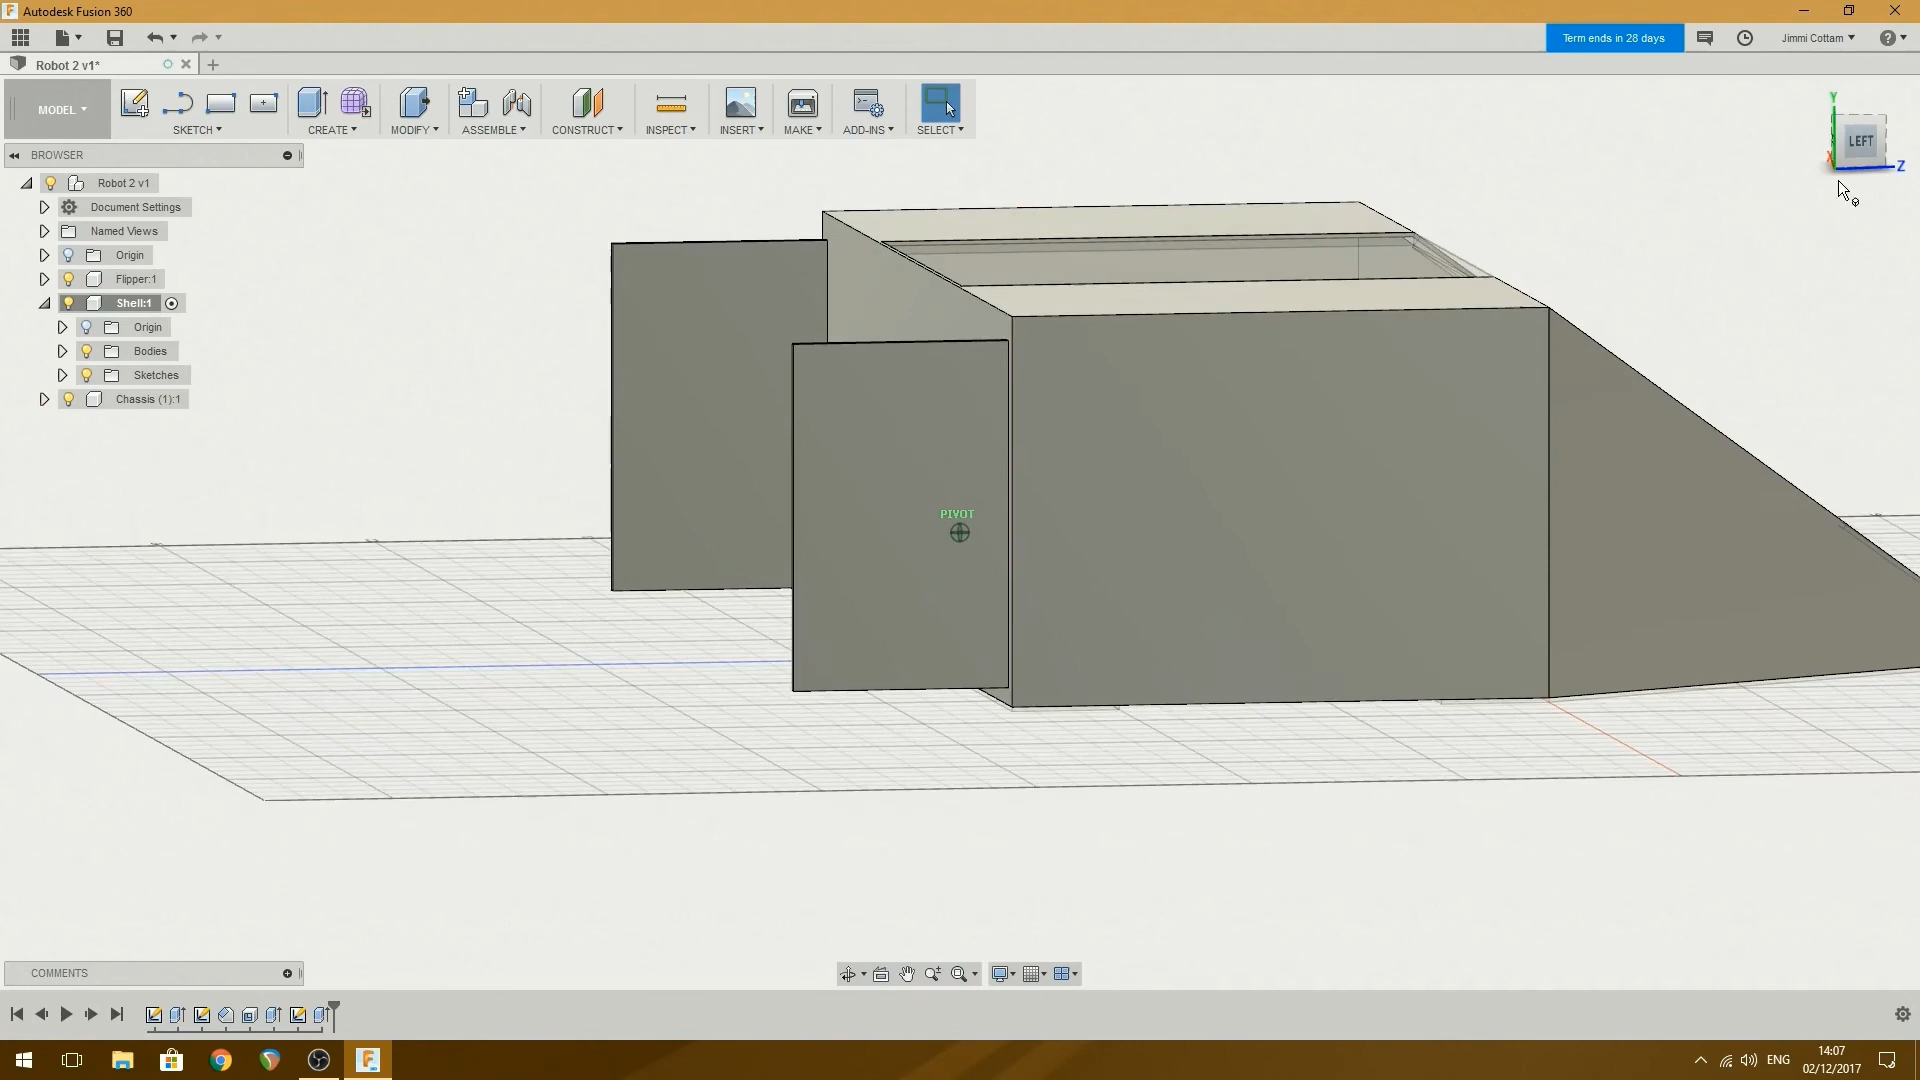 Autodesk Fusion 360
Term ends in 28 days
Jimmi Cottam
Robot 2 v1*
MODEL
SKETCH
CREATE
MODIFY
ASSEMBLE
CONSTRUCT
INSPECT
INSERT
MAKE
ADD-INS
SELECT
Y
LEFT
X
Z
BROWSER
Robot 2 v1
Document Settings
Named Views
Origin
Flipper:1
Shell:1
Origin
Bodies
Sketches
Chassis (1):1
PIVOT
COMMENTS
ENG
14:07
02/12/2017